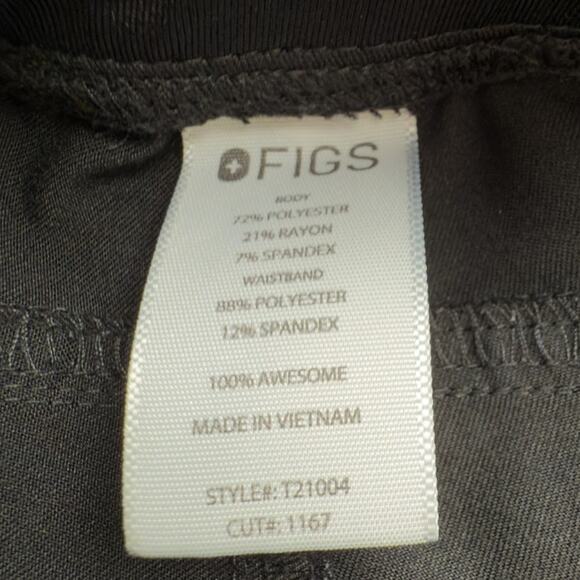 FIGS
BODY
72% POLYESTER
21% RAYON
7% SPANDEX
WAISTBAND
88% POLYESTER
12% SPANDEX
100% AWESOME
MADE IN VIETNAM
STYLE#: T21004
CUT#: 1167